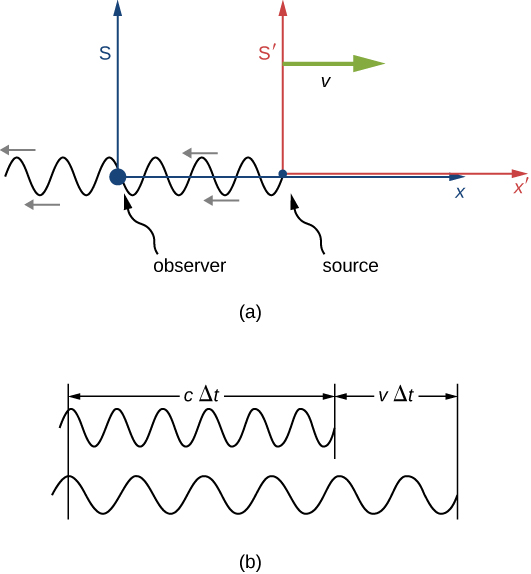 S
S′
v
x
x′
observer
source
(a)
c Δt
v Δt
(b)